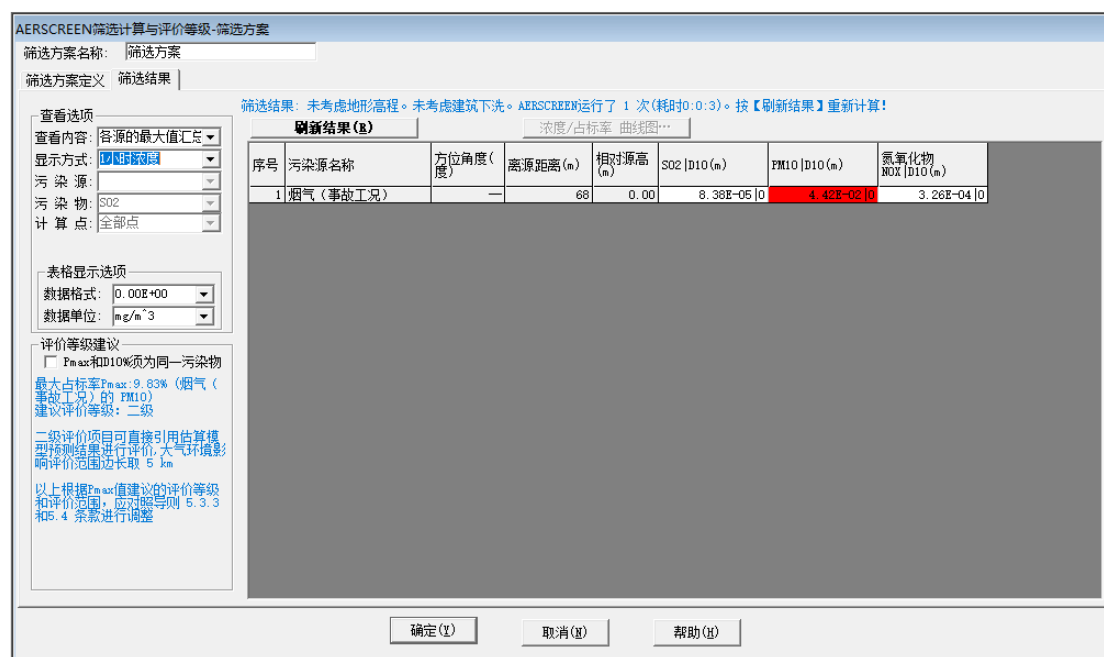 AERSCREEN筛选计算与评价等级-筛选方案
筛选方案名称: 筛选方案
筛选方案定义 筛选结果
筛选结果: 未考虑地形高程。未考虑建筑下洗。AERSCREEN运行了 1 次(耗时0:0:3)。按【刷新结果】重新计算!
查看选项
查看内容: 各源的最大值汇总
显示方式: 1小时浓度
污 染 源:
污 染 物: SO2
计 算 点: 全部点
刷新结果(R)
浓度/占标率 曲线图…
序号 污染源名称 方位角度(度) 离源距离(m) 相对源高(m) SO2|D10(m) PM10|D10(m) 氮氧化物NOX|D10(m)
1 烟气（事故工况） — 68 0.00 8.38E-05|0 4.42E-02|0 3.26E-04|0
表格显示选项
数据格式: 0.00E+00
数据单位: mg/m^3
评价等级建议
Pmax和D10%须为同一污染物
最大占标率Pmax:9.83% (烟气（
事故工况）的 PM10)
建议评价等级: 二级
二级评价项目可直接引用估算模
型预测结果进行评价,大气环境影
响评价范围边长取 5 km
以上根据Pmax值建议的评价等级
和评价范围，应对照导则 5.3.3
和5.4 条款进行调整
确定(Y)
取消(N)
帮助(H)